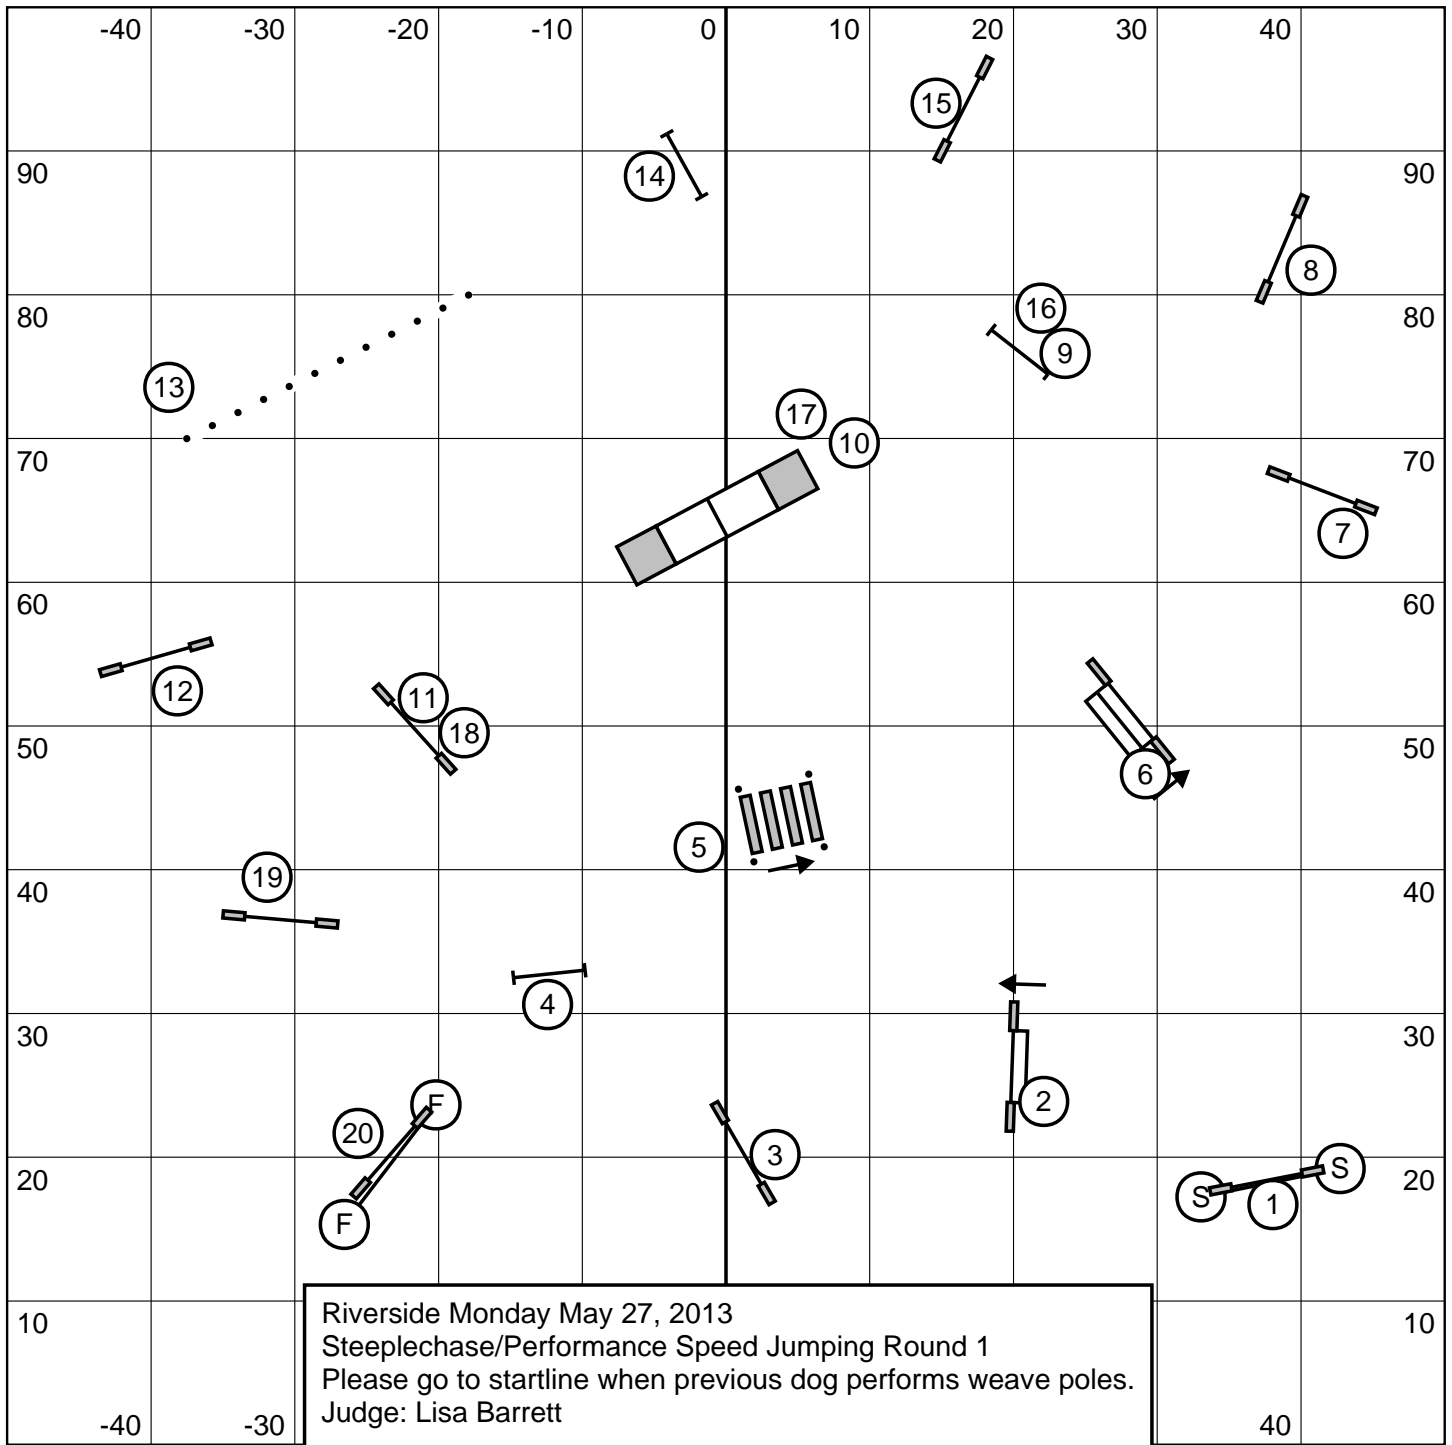 -40 -30 -20 -10 0 10 20 30 40
15
90 14 90
8
80 16 80
9
13
17
70 10 70
7
60 60
12 11
18
50 50
6
5
40 19 40
4
30 30
2
F
20 3
20 S 20
S 1
F
Riverside Monday May 27, 2013
10 10
Steeplechase/Performance Speed Jumping Round 1
Please go to startline when previous dog performs weave poles.
Judge: Lisa Barrett
-40 -30 40